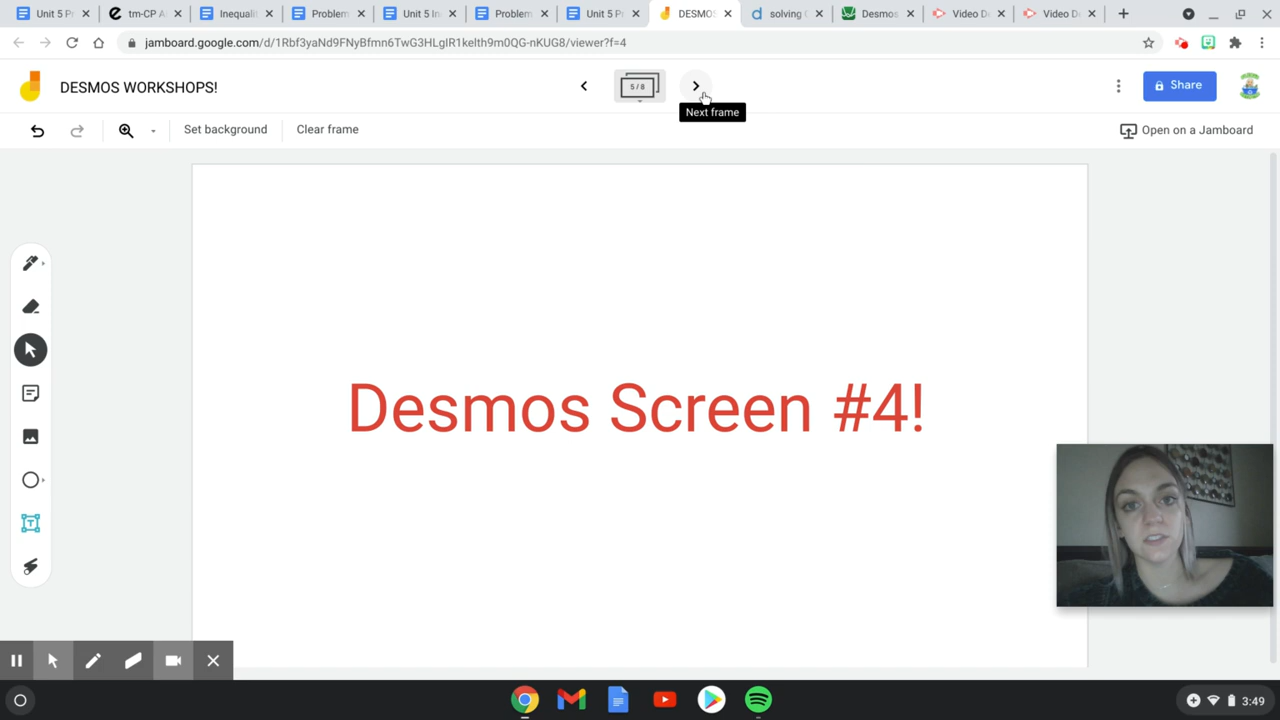 Unit 5 P
tm-CP A
Inequali
Problem
Unit 5 In
Problem
Unit 5 P
DESMOS
solving
Desmos
Video D
Video D
jamboard.google.com/d/1Rbf3yaNd9FNyBfmn6TwG3HLgIR1kelth9m0QG-nKUG8/viewer?f=4
DESMOS WORKSHOPS!
5 / 8
Share
Next frame
Set background
Clear frame
Open on a Jamboard
Desmos Screen #4!
3:49